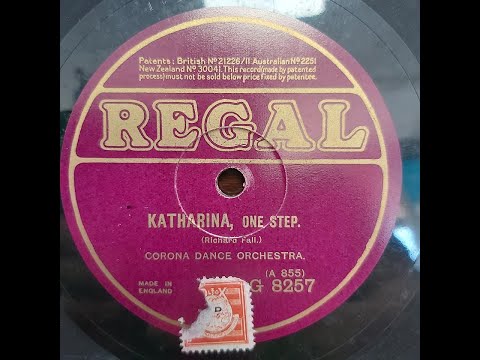 Patents: British Nº 21226/11. Australian Nº 2251
New Zealand Nº 30041. This record (made by patented
process) must not be sold below price fixed by patentee.
REGAL
KATHARINA, ONE STEP.
(Richard Fall.)
CORONA DANCE ORCHESTRA.
(A 855)
MADE IN
ENGLAND
G 8257
D